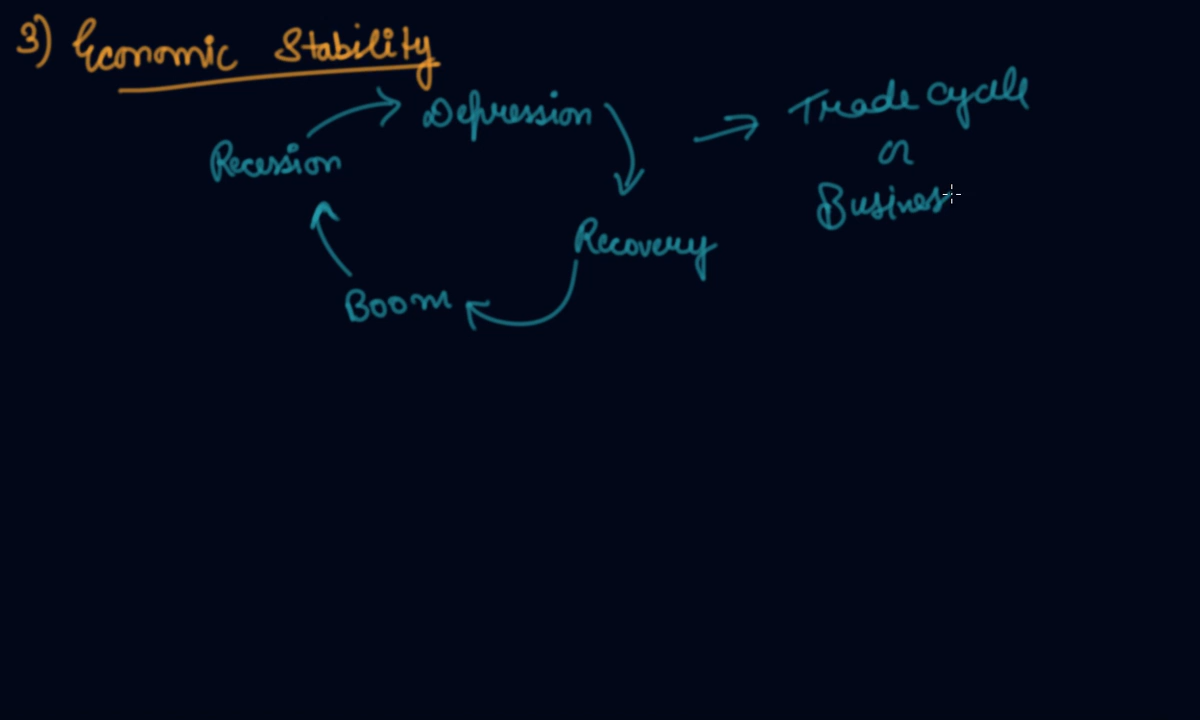 3) Economic Stability
Depression
Recession
Recovery
Boom
Trade cycle
or
Business